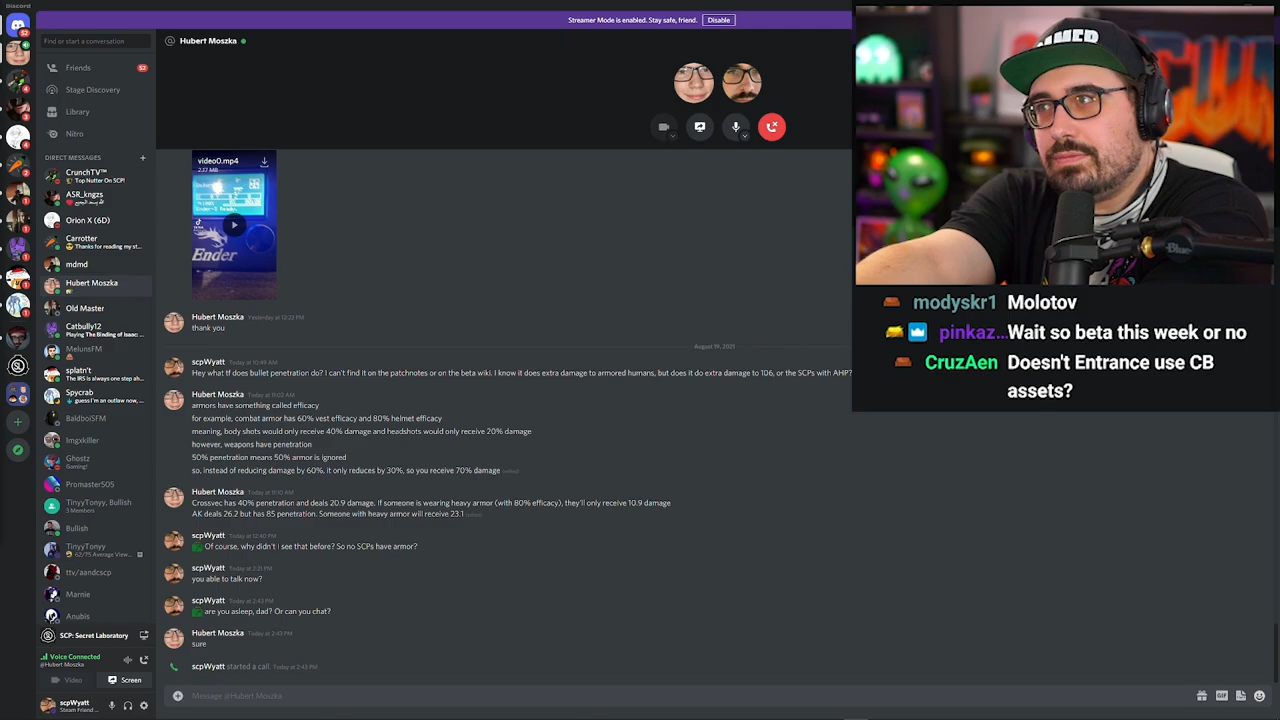 Discord
Streamer Mode is enabled. Stay safe, friend.
Disable
Find or start a conversation
Hubert Moszka
Friends
52
Stage Discovery
Library
Nitro
DIRECT MESSAGES
CrunchTV™
Top Nutter On SCP!
ASR_kngzs
Orion X (6D)
Carrotter
Thanks for reading my st...
mdmd
Hubert Moszka
Old Master
Catbully12
Playing The Binding of Isaac:
MelunsFM
splatn't
The IRS is always one step ahe...
Spycrab
guess I'm an outlaw now,
BaldboiSFM
Imgxkiller
Ghostz
Gaming!
Promaster505
TinyyTonyy, Bullish
3 Members
Bullish
TinyyTonyy
62/75 Average View...
ttv/aandcscp
Marnie
Anubis
SCP: Secret Laboratory
Voice Connected
@Hubert Moszka
Video
Screen
scpWyatt
Steam Friend ...
video0.mp4
2.17 MB
Ender
Hubert Moszka Yesterday at 12:23 PM
thank you
August 19, 2021
scpWyatt Today at 10:49 AM
Hey what tf does bullet penetration do? I can't find it on the patchnotes or on the beta wiki. I know it does extra damage to armored humans, but does it do extra damage to 106, or the SCPs with AHP?
Hubert Moszka Today at 11:02 AM
armors have something called efficacy
for example, combat armor has 60% vest efficacy and 80% helmet efficacy
meaning, body shots would only receive 40% damage and headshots would only receive 20% damage
however, weapons have penetration
50% penetration means 50% armor is ignored
so, instead of reducing damage by 60%, it only reduces by 30%, so you receive 70% damage (edited)
Hubert Moszka Today at 11:10 AM
Crossvec has 40% penetration and deals 20.9 damage. If someone is wearing heavy armor (with 80% efficacy), they'll only receive 10.9 damage
AK deals 26.2 but has 85 penetration. Someone with heavy armor will receive 23.1 (edited)
scpWyatt Today at 12:40 PM
Of course, why didn't i see that before? So no SCPs have armor?
scpWyatt Today at 2:21 PM
you able to talk now?
scpWyatt Today at 2:43 PM
are you asleep, dad? Or can you chat?
Hubert Moszka Today at 2:43 PM
sure
scpWyatt started a call. Today at 2:43 PM
Message @Hubert Moszka
GIF
GAMER
Blue
modyskr1 Molotov
pinkaz... Wait so beta this week or no
CruzAen Doesn't Entrance use CB
assets?